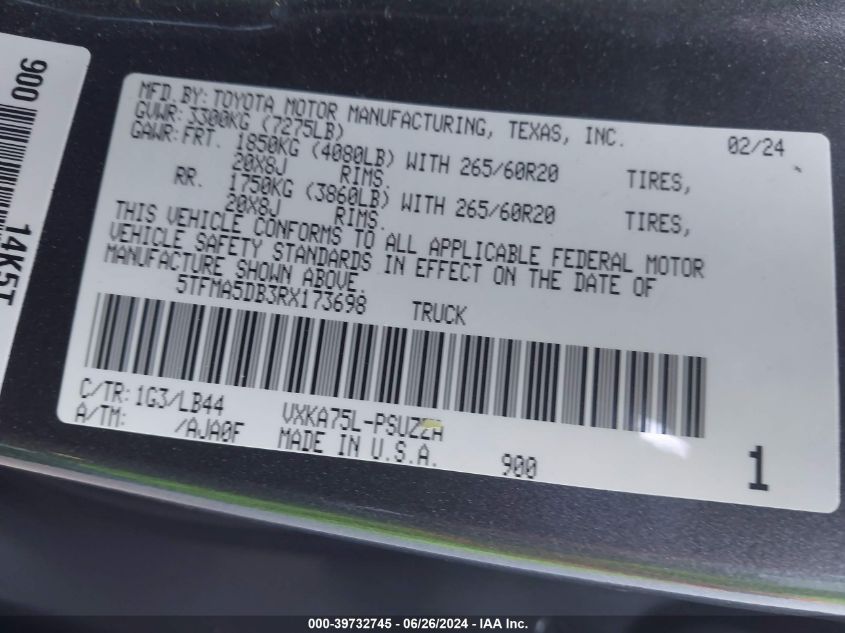 900
14K5T
MFD. BY: TOYOTA MOTOR MANUFACTURING, TEXAS, INC. 02/24
GVWR: 3300KG (7275LB)
GAWR: FRT. 1850KG (4080LB) WITH 265/60R20 TIRES,
20X8J RIMS.
RR. 1750KG (3860LB) WITH 265/60R20 TIRES,
20X8J RIMS.
THIS VEHICLE CONFORMS TO ALL APPLICABLE FEDERAL MOTOR
VEHICLE SAFETY STANDARDS IN EFFECT ON THE DATE OF
MANUFACTURE SHOWN ABOVE.
5TFMA5DB3RX173698 TRUCK
C/TR: 1G3/LB44 VXKA75L-PSUZZA
A/TM: /AJA0F MADE IN U.S.A. 900 1
000-39732745 - 06/26/2024 - IAA Inc.